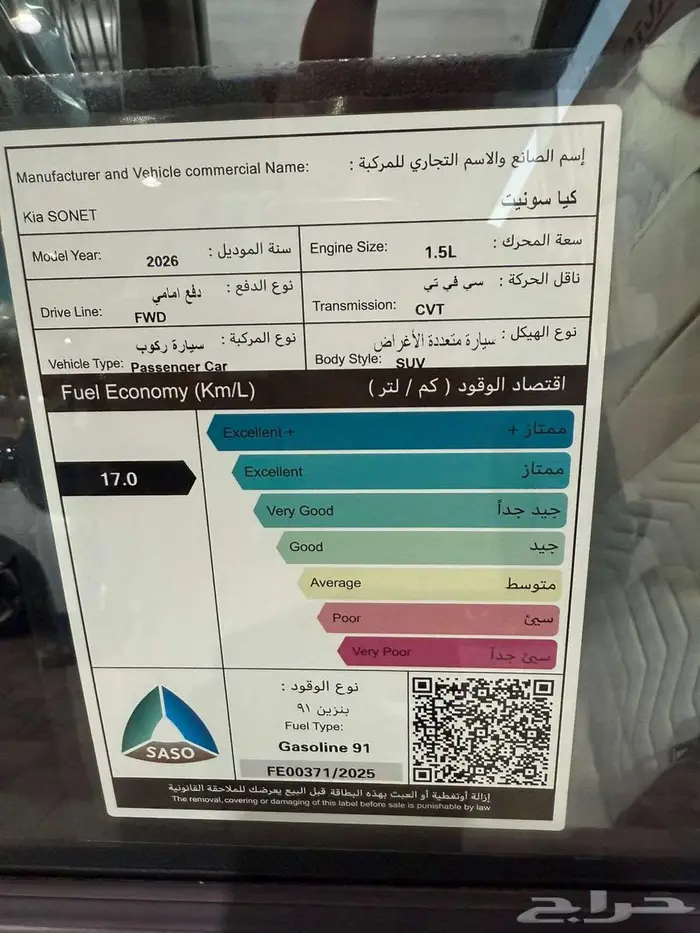 إسم الصانع والاسم التجاري للمركبة :
Manufacturer and Vehicle commercial Name:
كيا سونيت
Kia SONET
Model Year: 2026 سنة الموديل :
Engine Size: 1.5L سعة المحرك :
Drive Line: دفع امامي نوع الدفع :
FWD
Transmission: سي في تي ناقل الحركة :
CVT
Vehicle Type: سيارة ركوب نوع المركبة :
Passenger Car
Body Style: سيارة متعددة الأغراض نوع الهيكل :
SUV
Fuel Economy (Km/L) اقتصاد الوقود ( كم / لتر )
Excellent + ممتاز +
17.0
Excellent ممتاز
Very Good جيد جداً
Good جيد
Average متوسط
Poor سيئ
Very Poor سيئ جداً
SASO
نوع الوقود :
بنزين ٩١
Fuel Type:
Gasoline 91
FE00371/2025
إزالة أوتغطية أو العبث بهذه البطاقة قبل البيع يعرضك للملاحقة القانونية
The removal,covering or damaging of this label before sale is punishable by law
حراج